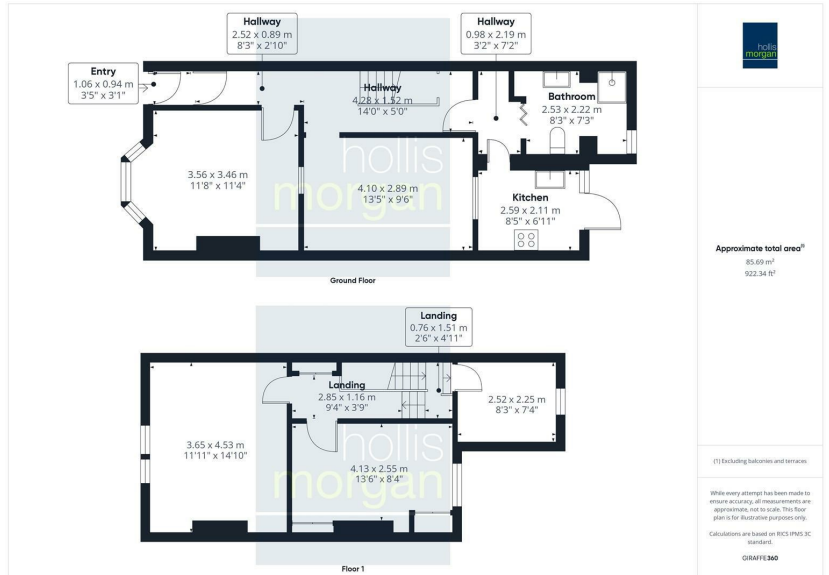 Hallway
2.52 x 0.89 m
8'3" x 2'10"
Hallway
0.98 x 2.19 m
3'2" x 7'2"
Entry
1.06 x 0.94 m
3'5" x 3'1"
Hallway
4.28 x 1.52 m
14'0" x 5'0"
Bathroom
2.53 x 2.22 m
8'3" x 7'3"
3.56 x 3.46 m
11'8" x 11'4"
hollis
morgan
4.10 x 2.89 m
13'5" x 9'6"
Kitchen
2.59 x 2.11 m
8'5" x 6'11"
Ground Floor
Landing
0.76 x 1.51 m
2'6" x 4'11"
Landing
2.85 x 1.16 m
9'4" x 3'9"
2.52 x 2.25 m
8'3" x 7'4"
3.65 x 4.53 m
11'11" x 14'10"
hollis
morgan
4.13 x 2.55 m
13'6" x 8'4"
Floor 1
hollis
morgan
Approximate total area⁽¹⁾
85.69 m²
922.34 ft²
(1) Excluding balconies and terraces
While every attempt has been made to
ensure accuracy, all measurements are
approximate, not to scale. This floor
plan is for illustrative purposes only.
Calculations are based on RICS IPMS 3C
standard.
GIRAFFE360